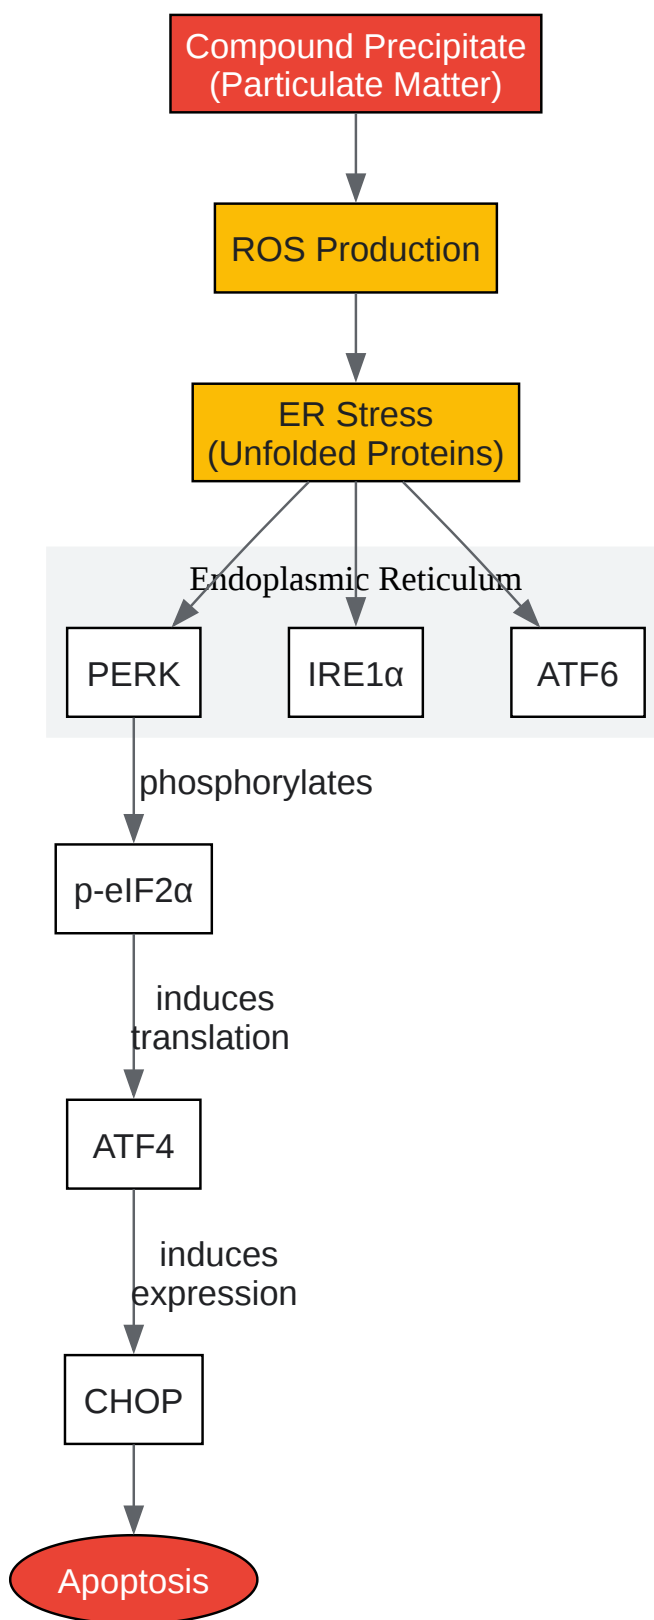 Compound Precipitate
(Particulate Matter)
ROS Production
ER Stress
(Unfolded Proteins)
Endoplasmic Reticulum
PERK
IRE1α
ATF6
phosphorylates
p-eIF2α
induces
translation
ATF4
induces
expression
CHOP
Apoptosis